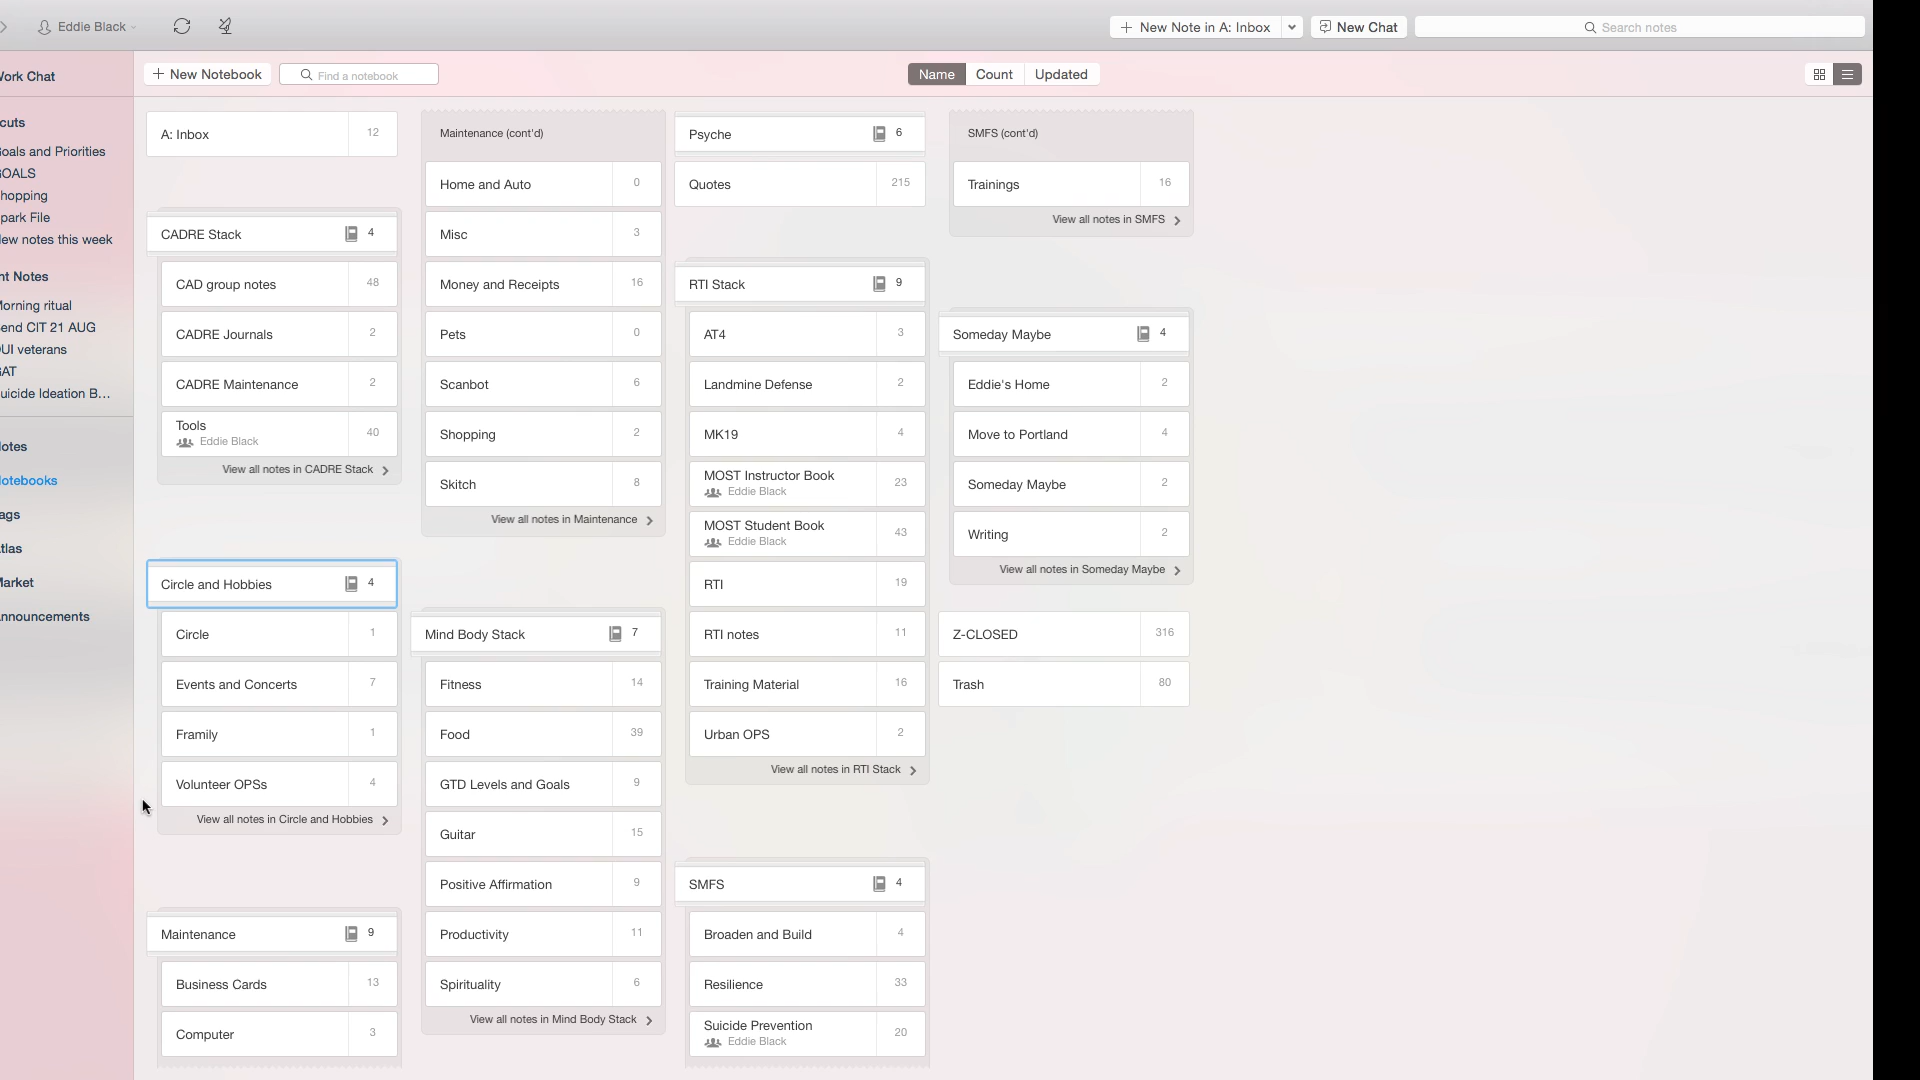 Eddie Black
New Note in A: Inbox
New Chat
Search notes
ork Chat
New Notebook
Find a notebook
Name
Count
Updated
cuts
oals and Priorities
OALS
hopping
park File
ew notes this week
nt Notes
orning ritual
end CIT 21 AUG
UI veterans
AT
uicide Ideation B...
otes
otebooks
ags
tlas
arket
nnouncements
A: Inbox 12
CADRE Stack 4
CAD group notes 48
CADRE Journals 2
CADRE Maintenance 2
Tools 40
Eddie Black
View all notes in CADRE Stack
Circle and Hobbies 4
Circle 1
Events and Concerts 7
Framily 1
Volunteer OPSs 4
View all notes in Circle and Hobbies
Maintenance 9
Business Cards 13
Computer 3
Maintenance (cont'd)
Home and Auto 0
Misc 3
Money and Receipts 16
Pets 0
Scanbot 6
Shopping 2
Skitch 8
View all notes in Maintenance
Mind Body Stack 7
Fitness 14
Food 39
GTD Levels and Goals 9
Guitar 15
Positive Affirmation 9
Productivity 11
Spirituality 6
View all notes in Mind Body Stack
Psyche 6
Quotes 215
RTI Stack 9
AT4 3
Landmine Defense 2
MK19 4
MOST Instructor Book 23
Eddie Black
MOST Student Book 43
Eddie Black
RTI 19
RTI notes 11
Training Material 16
Urban OPS 2
View all notes in RTI Stack
SMFS 4
Broaden and Build 4
Resilience 33
Suicide Prevention 20
Eddie Black
SMFS (cont'd)
Trainings 16
View all notes in SMFS
Someday Maybe 4
Eddie's Home 2
Move to Portland 4
Someday Maybe 2
Writing 2
View all notes in Someday Maybe
Z-CLOSED 316
Trash 80